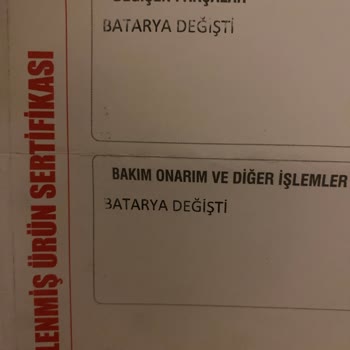 BATARYA DEĞİŞTİ
BAKIM ONARIM VE DİĞER İŞLEMLER
BATARYA DEĞİŞTİ
LENMİŞ ÜRÜN SERTİFİKASI